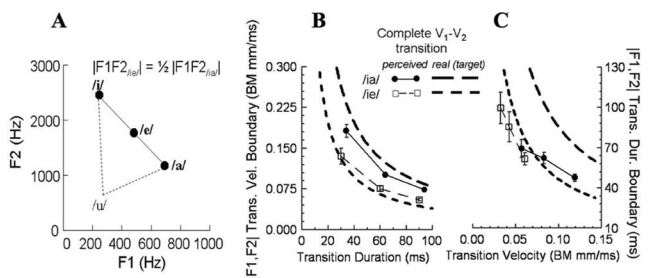 A
|F1F2/ie/| = ½ |F1F2/ia/|
/i/
/e/
/a/
/u/
F2 (Hz)
3000
2000
1000
0
0 200 400 600 800 1000
F1 (Hz)
B
Complete V1-V2
transition
perceived real (target)
/ia/
/ie/
|F1,F2| Trans. Vel. Boundary (BM mm/ms)
0.300
0.225
0.150
0.075
0.000
0 20 40 60 80 100
Transition Duration (ms)
C
|F1,F2| Trans. Dur. Boundary (ms)
130
100
70
40
10
0.00 0.05 0.10 0.15
Transition Velocity (BM mm/ms)